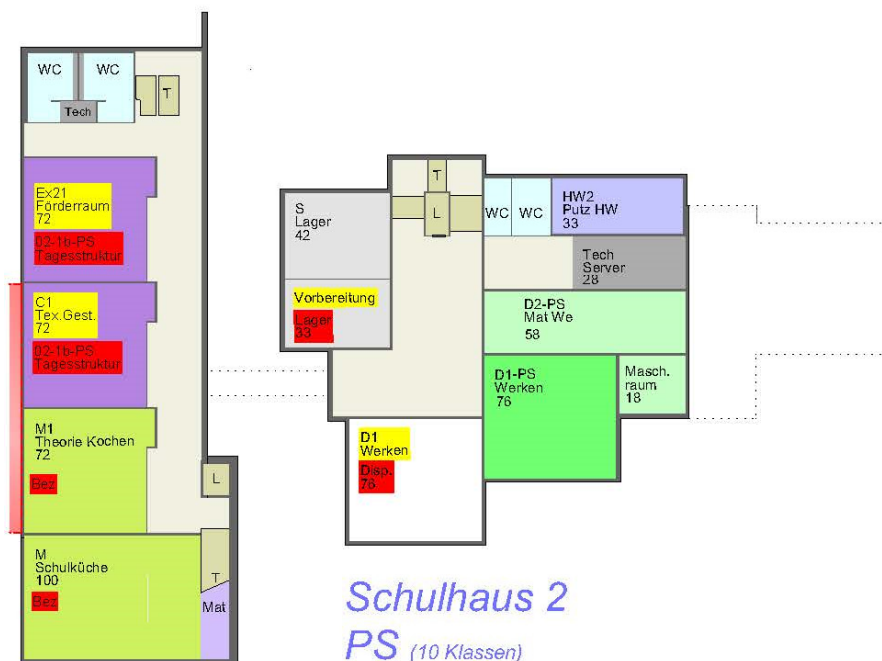 WC
WC
T
Tech
Ex21
Förderraum
72
02-1b-PS
Tagesstruktur
C1
Tex.Gest.
72
02-1b-PS
Tagesstruktur
M1
Theorie Kochen
72
Bez
L
M
Schulküche
100
Bez
T
Mat
S
Lager
42
Vorbereitung
Lager
33
T
L
WC
WC
HW2
Putz HW
33
Tech
Server
28
D2-PS
Mat We
58
D1-PS
Werken
76
Masch.
raum
18
D1
Werken
Disp.
76
Schulhaus 2
PS (10 Klassen)